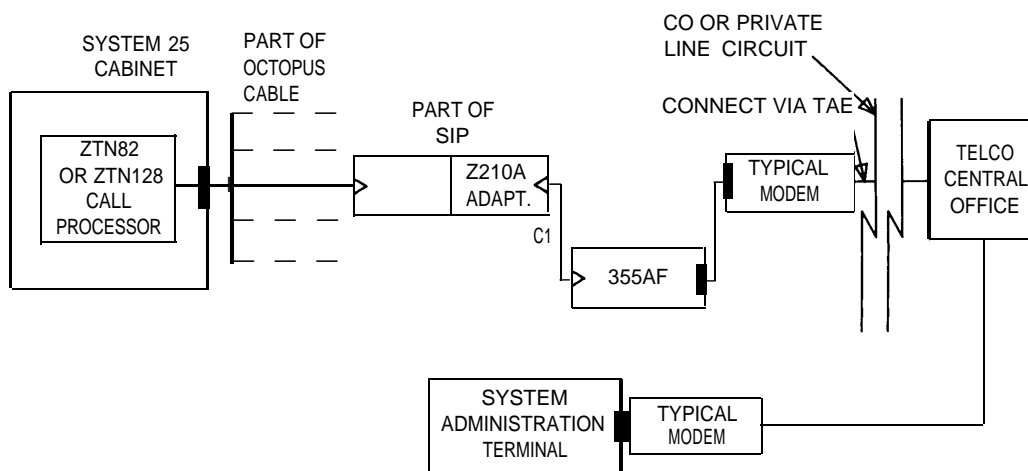 SYSTEM 25
CABINET
PART OF
OCTOPUS
CABLE
CO OR PRIVATE
LINE CIRCUIT
CONNECT VIA TAE
PART OF
SIP
ZTN82
OR ZTN128
CALL
PROCESSOR
Z210A
ADAPT.
TYPICAL
MODEM
TELCO
CENTRAL
OFFICE
C1
355AF
SYSTEM
ADMINISTRATION
TERMINAL
TYPICAL
MODEM